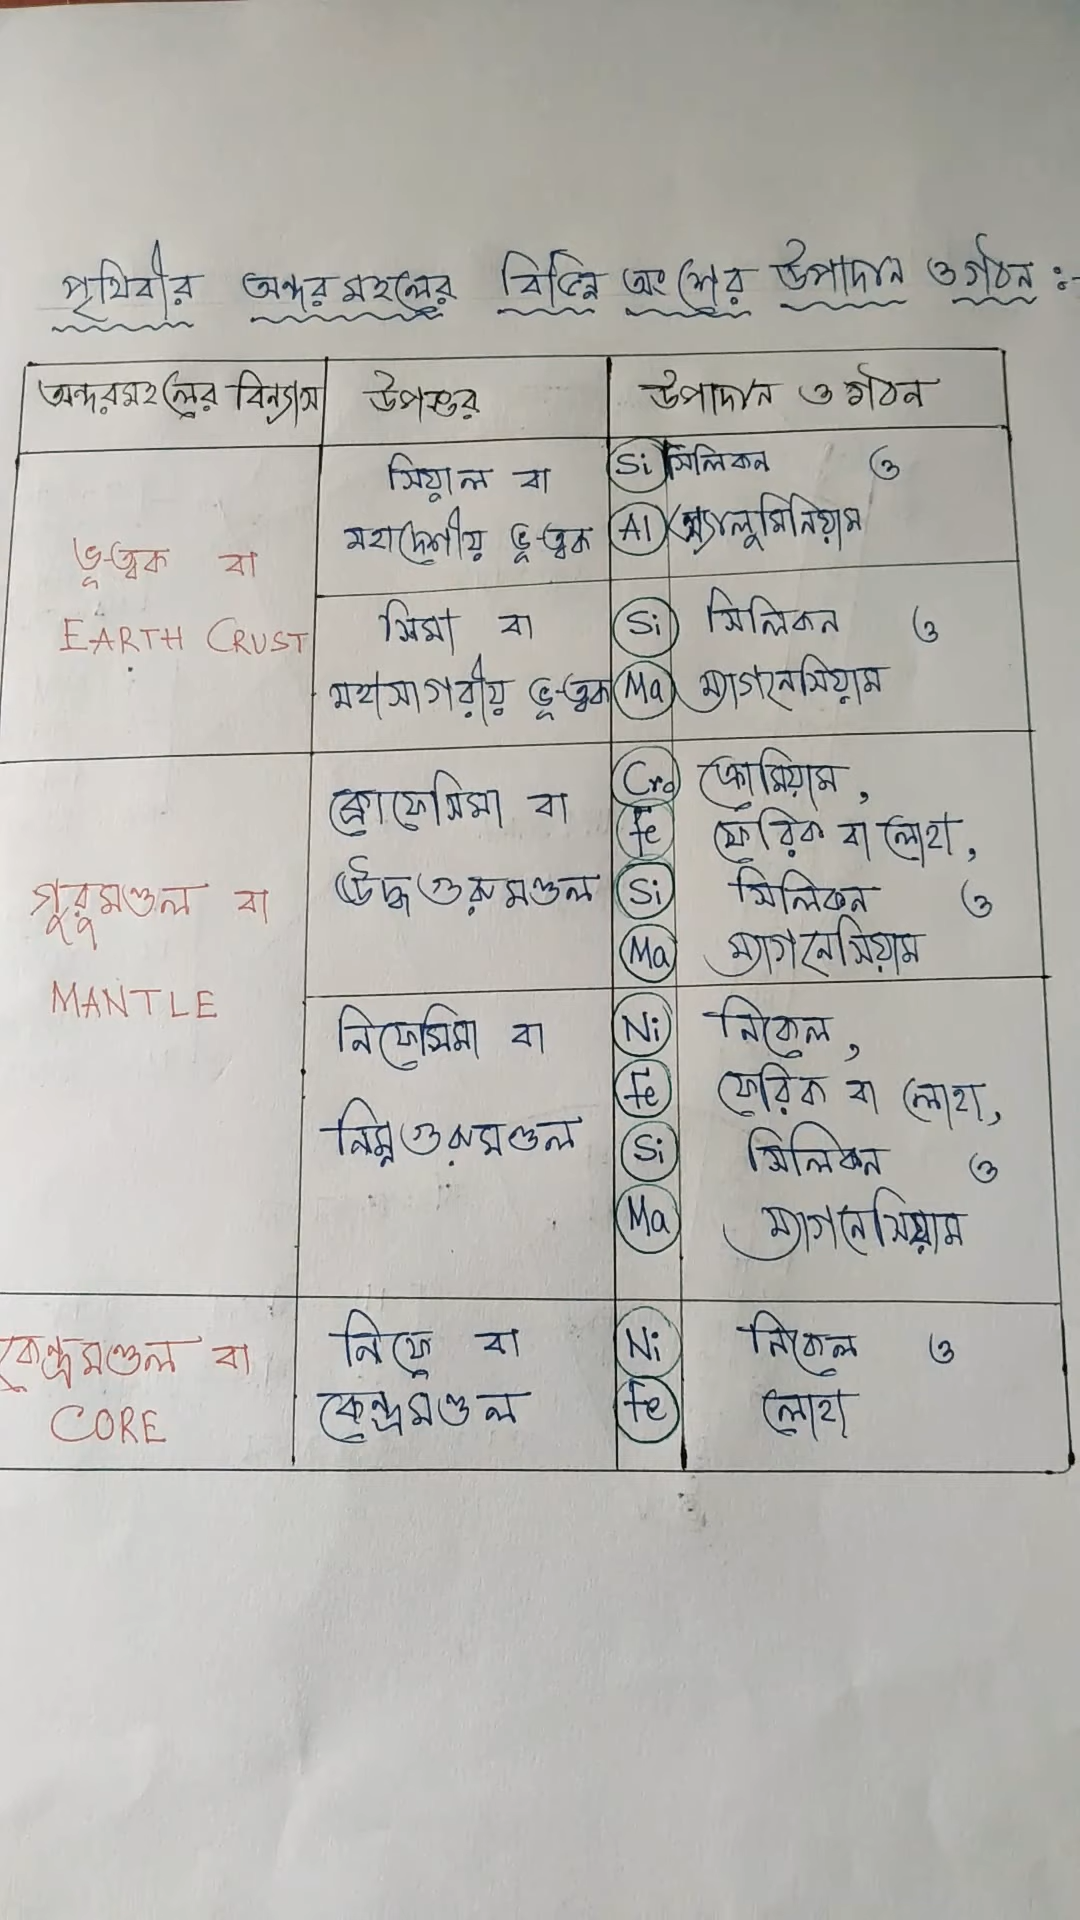 পৃথিবীর অন্দরমহলের বিভিন্ন অংশের উপাদান ও গঠন :-
অন্দরমহলের বিন্যাস উপস্তর উপাদান ও গঠন
ভূ-ত্বক বা
EARTH CRUST
সিয়াল বা
মহাদেশীয় ভূ-ত্বক
Si সিলিকন ও
Al অ্যালুমিনিয়াম
সিমা বা
মহাসাগরীয় ভূ-ত্বক
Si সিলিকন ও
Ma ম্যাগনেসিয়াম
গুরুমণ্ডল বা
MANTLE
ক্রোফেসিমা বা
উর্দ্ধ গুরুমণ্ডল
Cro ক্রোমিয়াম,
Fe ফেরিক বা লোহা,
Si সিলিকন ও
Ma ম্যাগনেসিয়াম
নিফেসিমা বা
নিম্ন গুরুমণ্ডল
Ni নিকেল,
Fe ফেরিক বা লোহা,
Si সিলিকন ও
Ma ম্যাগনেসিয়াম
কেন্দ্রমণ্ডল বা
CORE
নিফে বা
কেন্দ্রমণ্ডল
Ni নিকেল ও
Fe লোহা